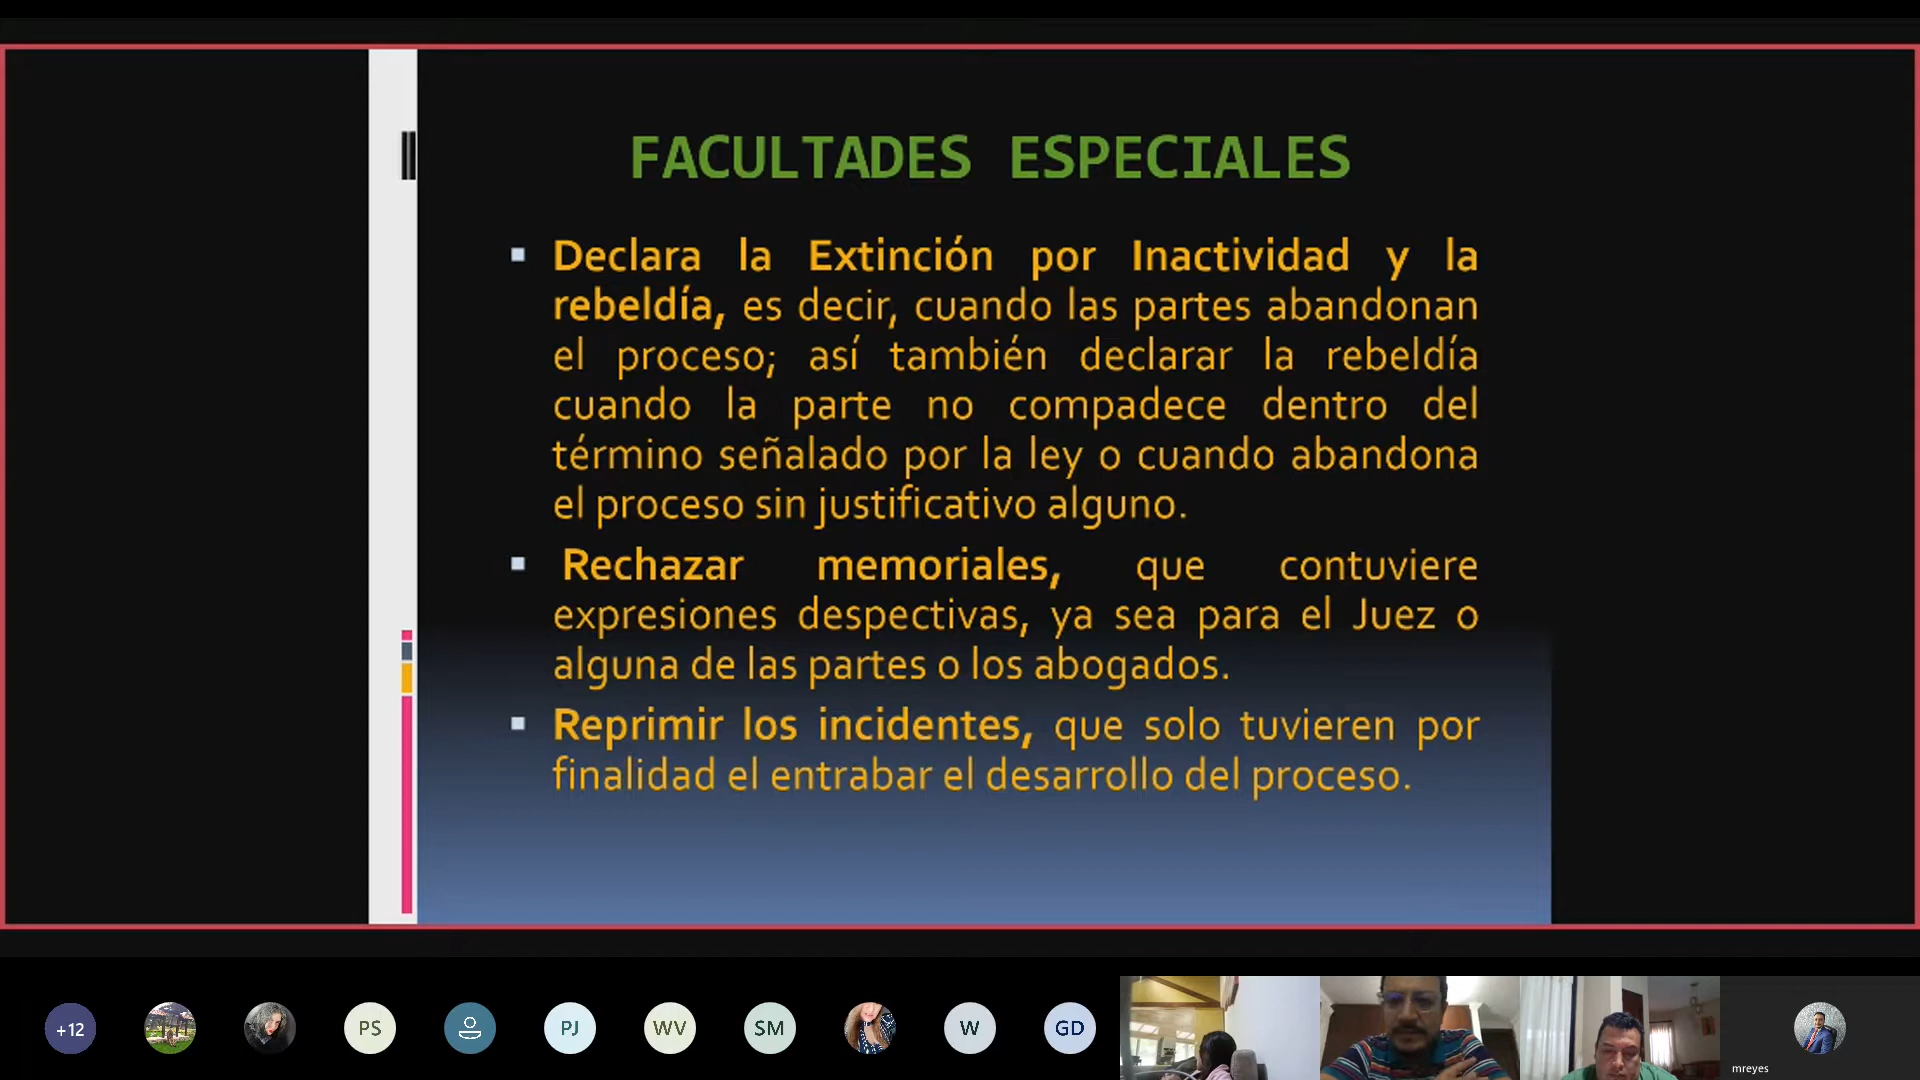 FACULTADES ESPECIALES
▪ Declara la Extinción por Inactividad y la
rebeldía, es decir, cuando las partes abandonan
el proceso; así también declarar la rebeldía
cuando la parte no compadece dentro del
término señalado por la ley o cuando abandona
el proceso sin justificativo alguno.
▪ Rechazar memoriales, que contuviere
expresiones despectivas, ya sea para el Juez o
alguna de las partes o los abogados.
▪ Reprimir los incidentes, que solo tuvieren por
finalidad el entrabar el desarrollo del proceso.
+12
PS
PJ
WV
SM
W
GD
mreyes